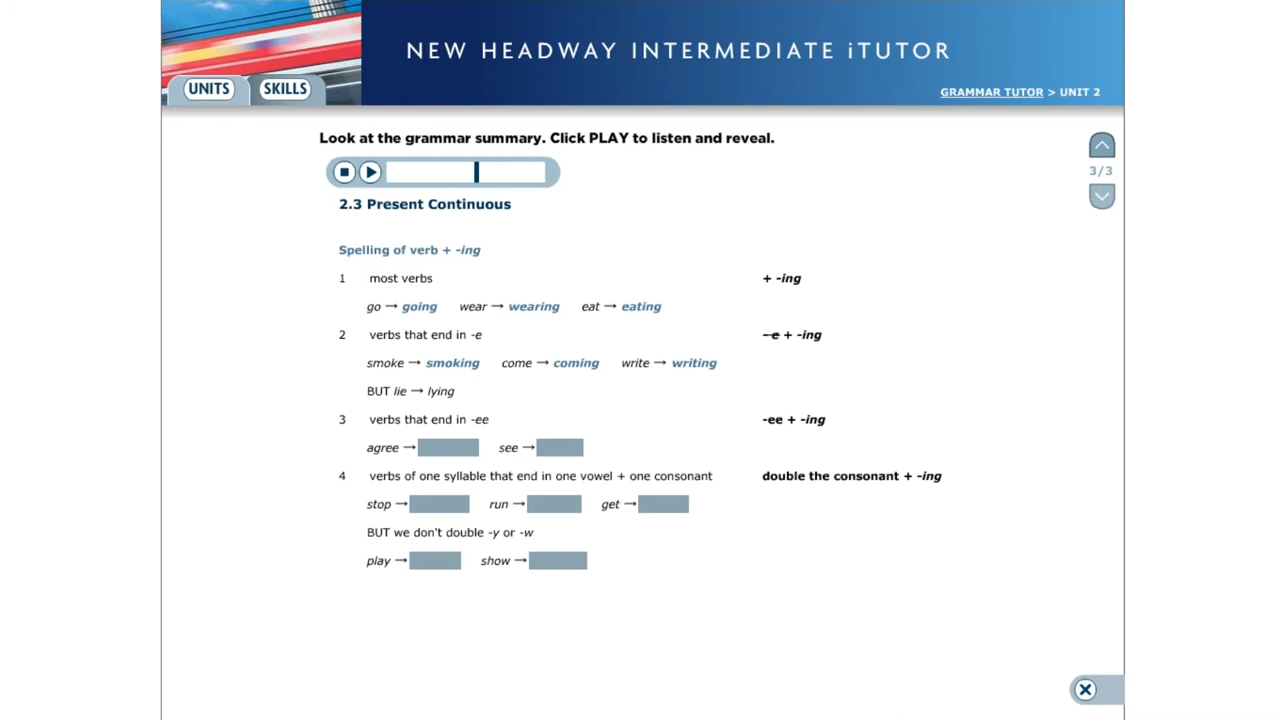 NEW HEADWAY INTERMEDIATE iTUTOR
UNITS SKILLS
GRAMMAR TUTOR > UNIT 2
Look at the grammar summary. Click PLAY to listen and reveal.
3/3
2.3 Present Continuous
Spelling of verb + -ing
1 most verbs + -ing
go → going wear → wearing eat → eating
2 verbs that end in -e -e + -ing
smoke → smoking come → coming write → writing
BUT lie → lying
3 verbs that end in -ee -ee + -ing
agree → see →
4 verbs of one syllable that end in one vowel + one consonant double the consonant + -ing
stop → run → get →
BUT we don't double -y or -w
play → show →